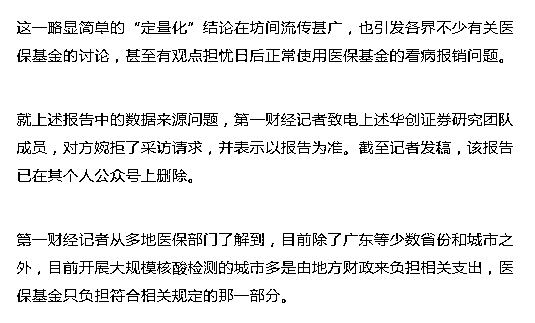 这一略显简单的“定量化”结论在坊间流传甚广，也引发各界不少有关医
保基金的讨论，甚至有观点担忧日后正常使用医保基金的看病报销问题。
就上述报告中的数据来源问题，第一财经记者致电上述华创证券研究团队
成员，对方婉拒了采访请求，并表示以报告为准。截至记者发稿，该报告
已在其个人公众号上删除。
第一财经记者从多地医保部门了解到，目前除了广东等少数省份和城市之
外，目前开展大规模核酸检测的城市多是由地方财政来负担相关支出，医
保基金只负担符合相关规定的那一部分。